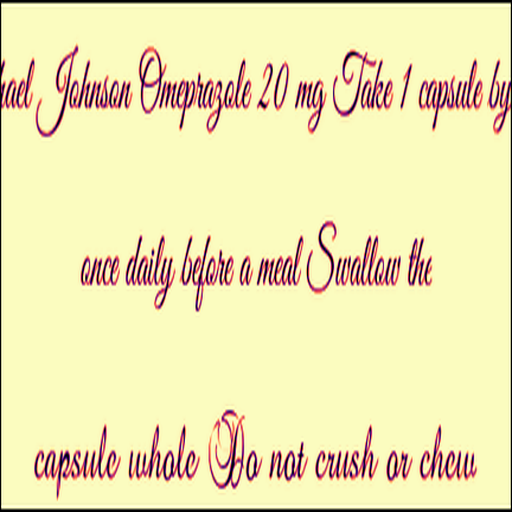 Johnson Omeprazole 20 mg Take 1 capsule by
once daily before a meal Swallow the
capsule whole Do not crush or chew